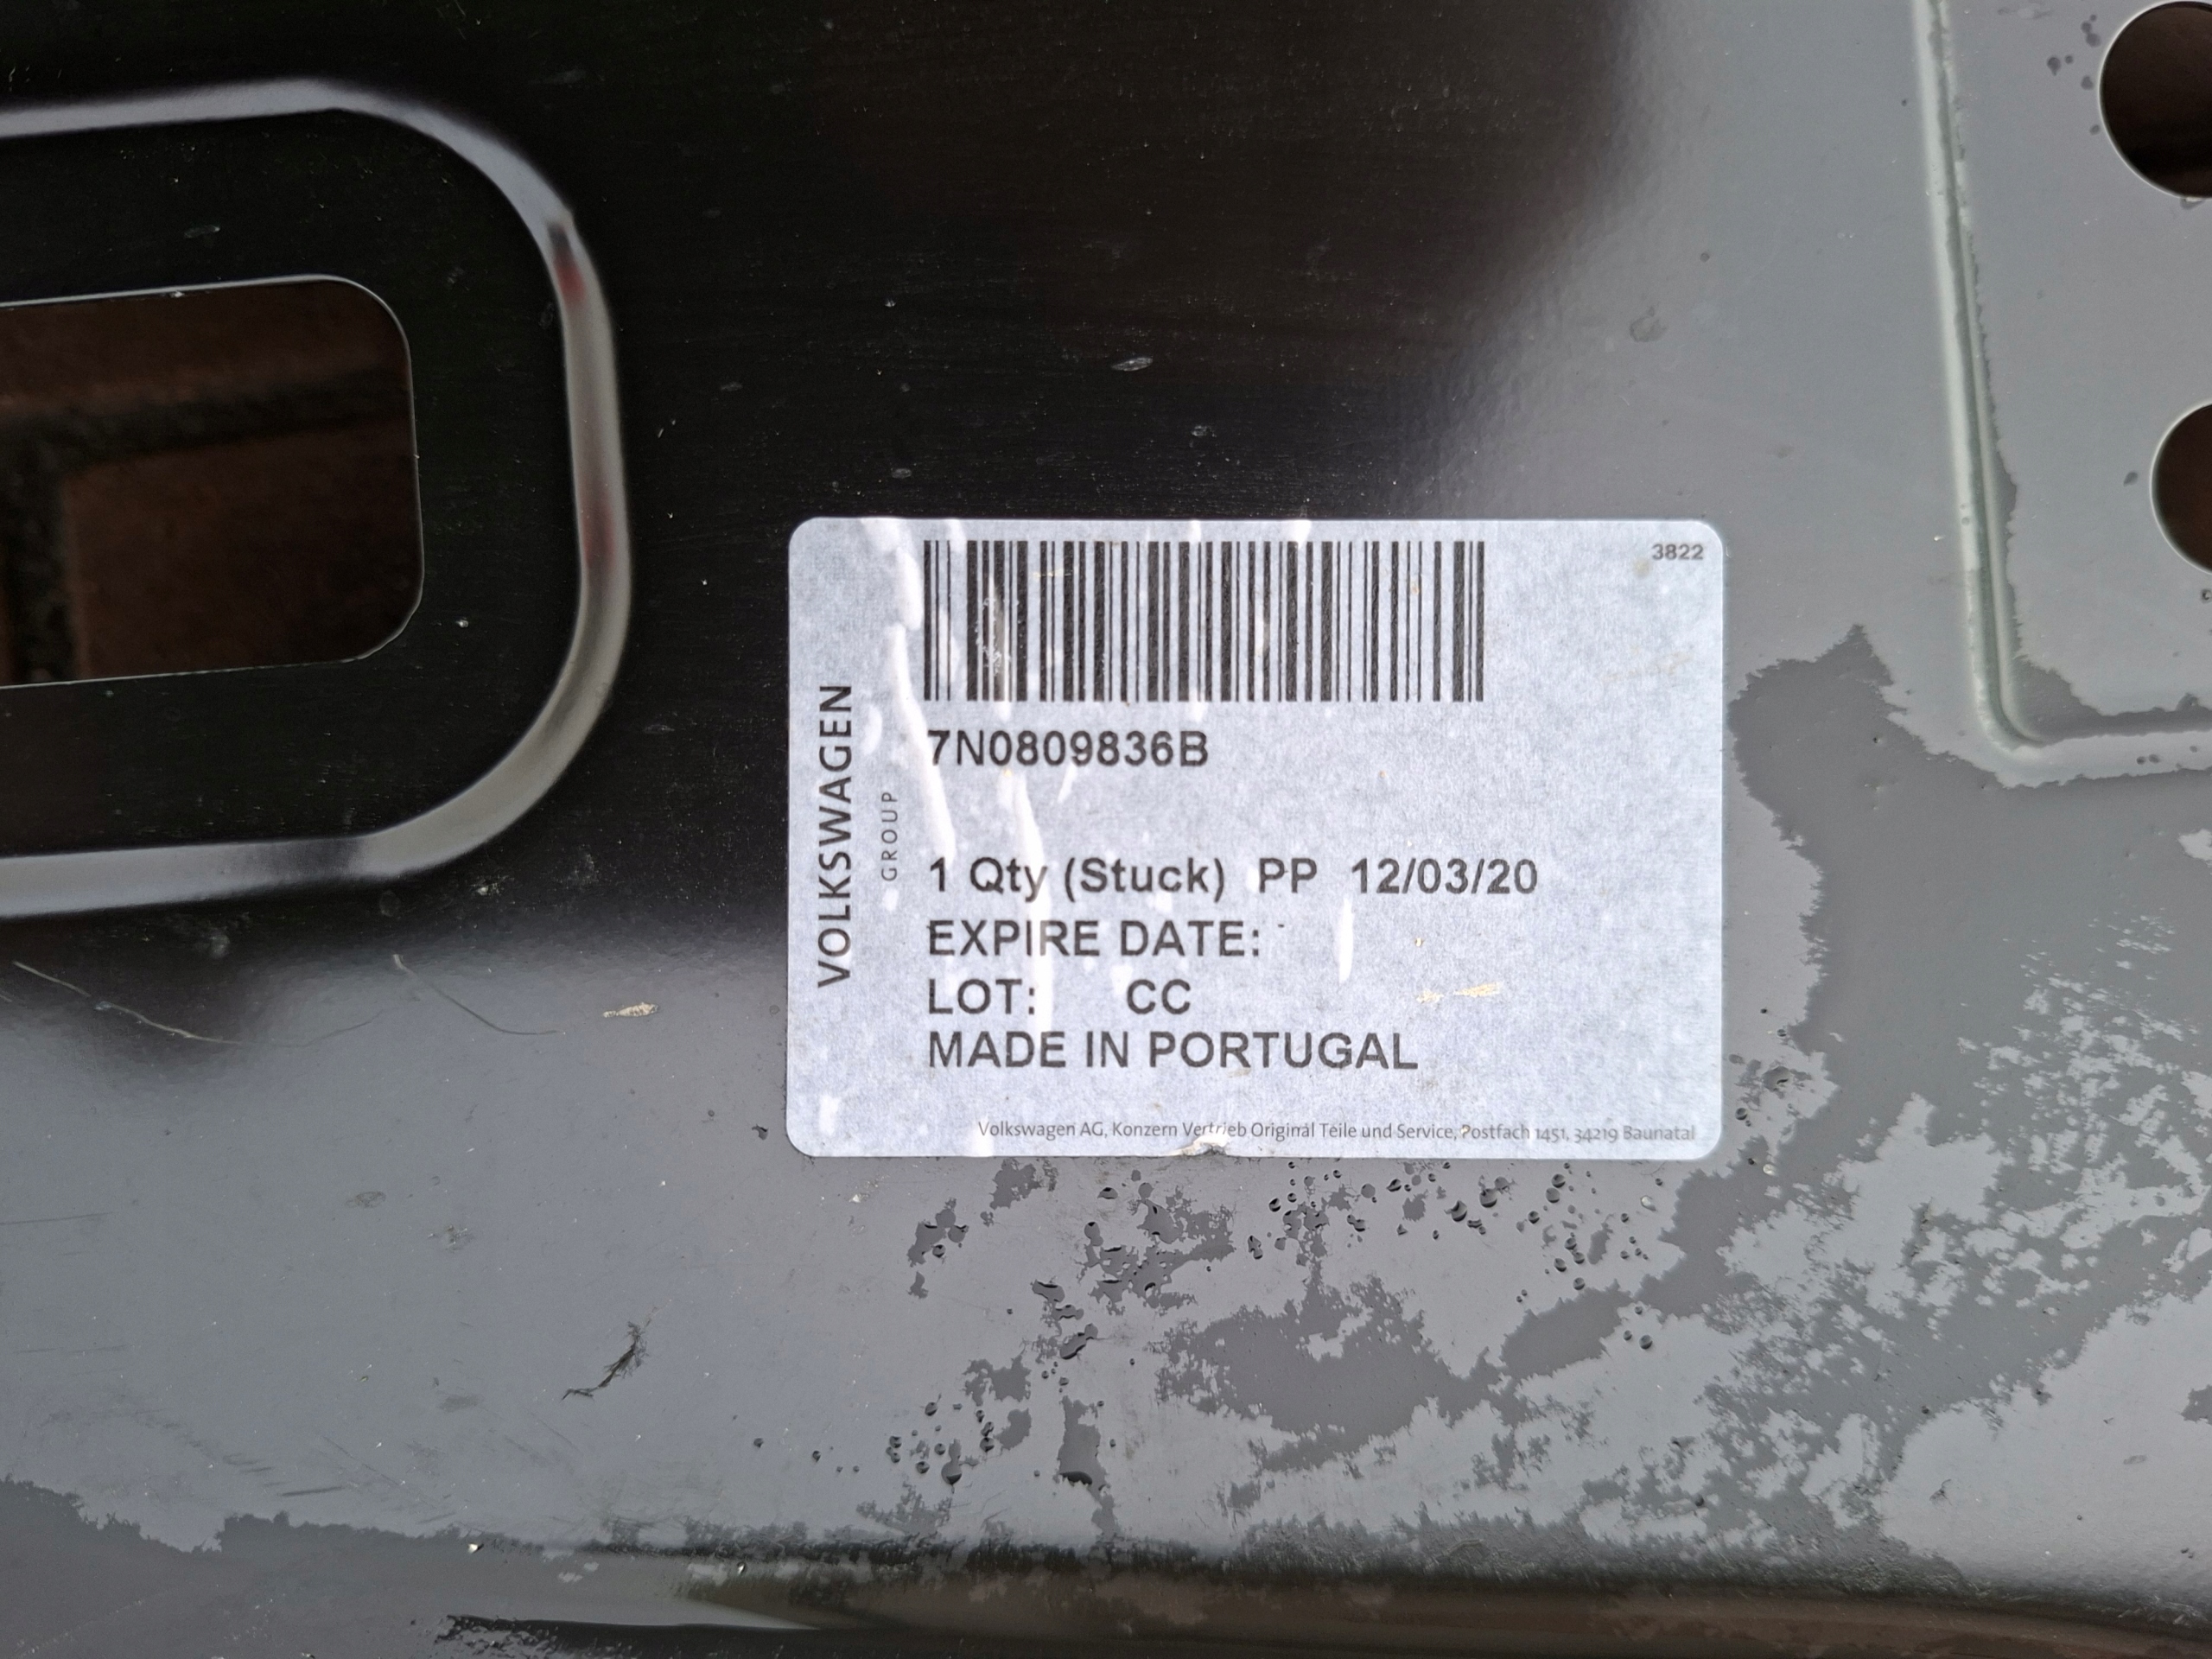 3822
VOLKSWAGEN
GROUP
7N0809836B
1 Qty (Stuck) PP 12/03/20
EXPIRE DATE:
LOT: CC
MADE IN PORTUGAL
Volkswagen AG, Konzern Vertrieb Original Teile und Service, Postfach 1451, 34219 Baunatal